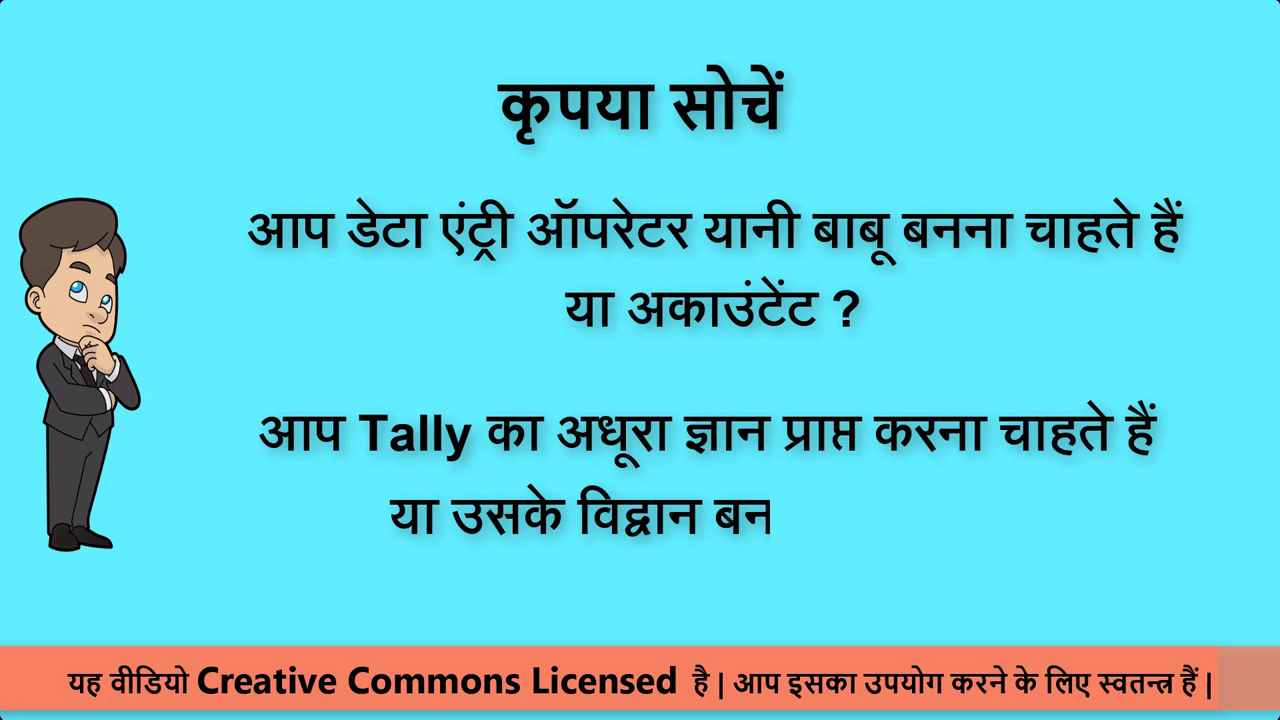 कृपया सोचें
आप डेटा एंट्री ऑपरेटर यानी बाबू बनना चाहते हैं
या अकाउंटेंट ?
आप Tally का अधूरा ज्ञान प्राप्त करना चाहते हैं
या उसके विद्वान बन
यह वीडियो Creative Commons Licensed है | आप इसका उपयोग करने के लिए स्वतन्त्र हैं |